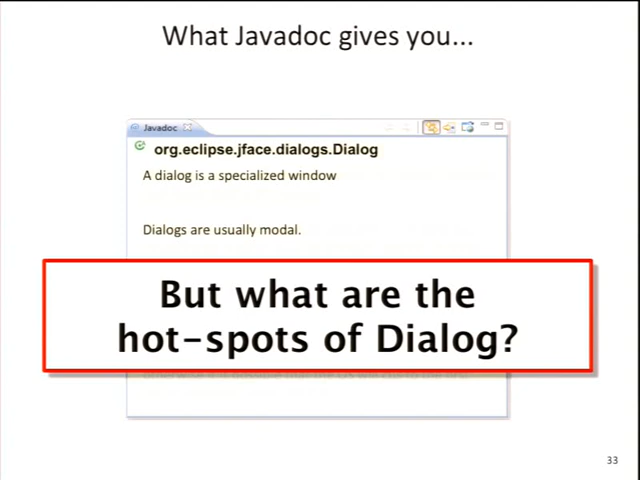 What Javadoc gives you...
Javadoc
org.eclipse.jface.dialogs.Dialog
A dialog is a specialized window
Dialogs are usually modal.
But what are the
hot-spots of Dialog?
33